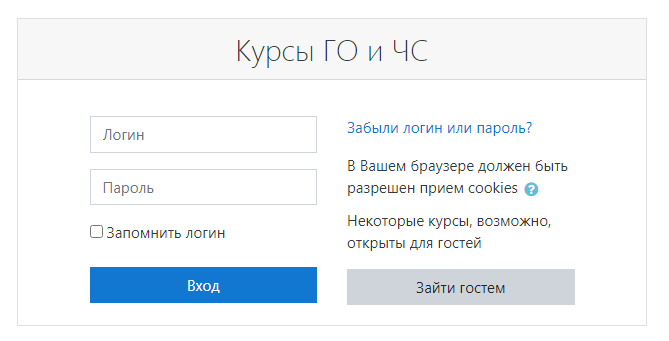 Курсы ГО и ЧС
Логин
Пароль
Запомнить логин
Вход
Забыли логин или пароль?
В Вашем браузере должен быть
разрешен прием cookies ?
Некоторые курсы, возможно,
открыты для гостей
Зайти гостем